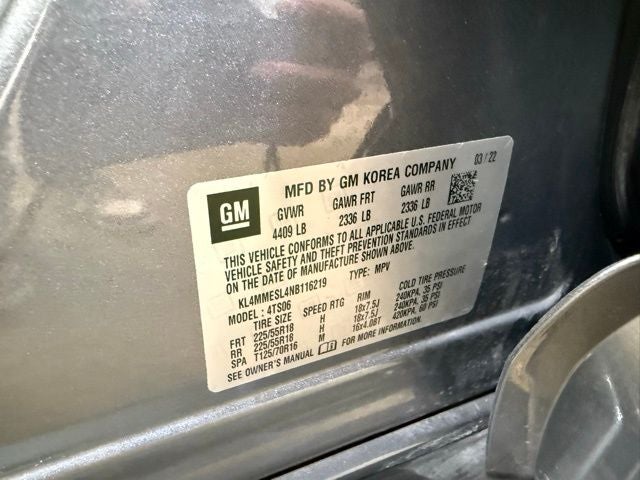 GM
MFD BY GM KOREA COMPANY 03 / 22
GVWR GAWR FRT GAWR RR
4409 LB 2336 LB 2336 LB
THIS VEHICLE CONFORMS TO ALL APPLICABLE U.S. FEDERAL MOTOR
VEHICLE SAFETY AND THEFT PREVENTION STANDARDS IN EFFECT
ON THE DATE OF MANUFACTURE SHOWN ABOVE.
KL4MMESL4NB116219 TYPE: MPV
MODEL : 4TS06
TIRE SIZE SPEED RTG RIM COLD TIRE PRESSURE
FRT 225/55R18 H 18x7.5J 240KPA, 35 PSI
RR 225/55R18 H 18x7.5J 240KPA, 35 PSI
SPA T125/70R16 M 16x4.0BT 420KPA, 60 PSI
SEE OWNER'S MANUAL FOR MORE INFORMATION.